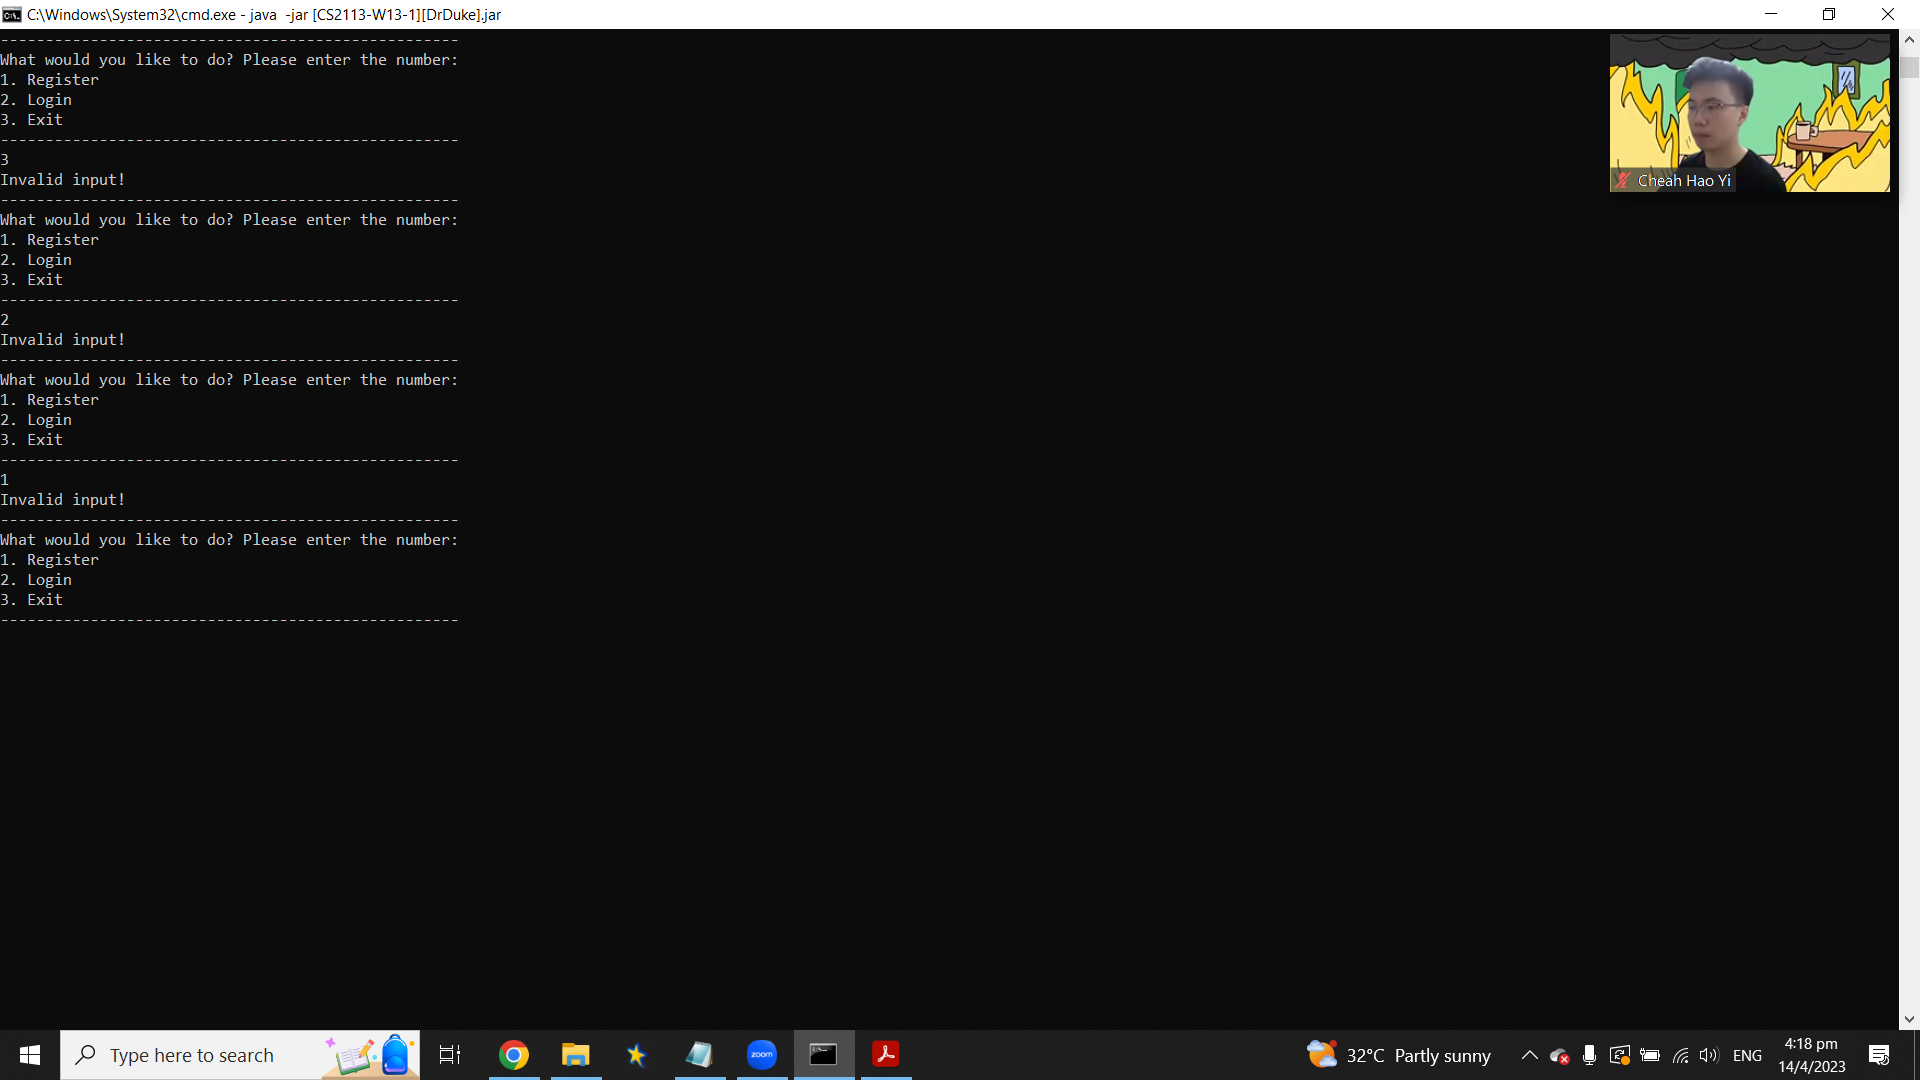 C:\Windows\System32\cmd.exe - java  -jar [CS2113-W13-1][DrDuke].jar
---------------------------------------------------
What would you like to do? Please enter the number:
1. Register
2. Login
3. Exit
---------------------------------------------------
3
Invalid input!
---------------------------------------------------
What would you like to do? Please enter the number:
1. Register
2. Login
3. Exit
---------------------------------------------------
2
Invalid input!
---------------------------------------------------
What would you like to do? Please enter the number:
1. Register
2. Login
3. Exit
---------------------------------------------------
1
Invalid input!
---------------------------------------------------
What would you like to do? Please enter the number:
1. Register
2. Login
3. Exit
---------------------------------------------------
Cheah Hao Yi
Type here to search
zoom
32°C Partly sunny
ENG
4:18 pm
14/4/2023